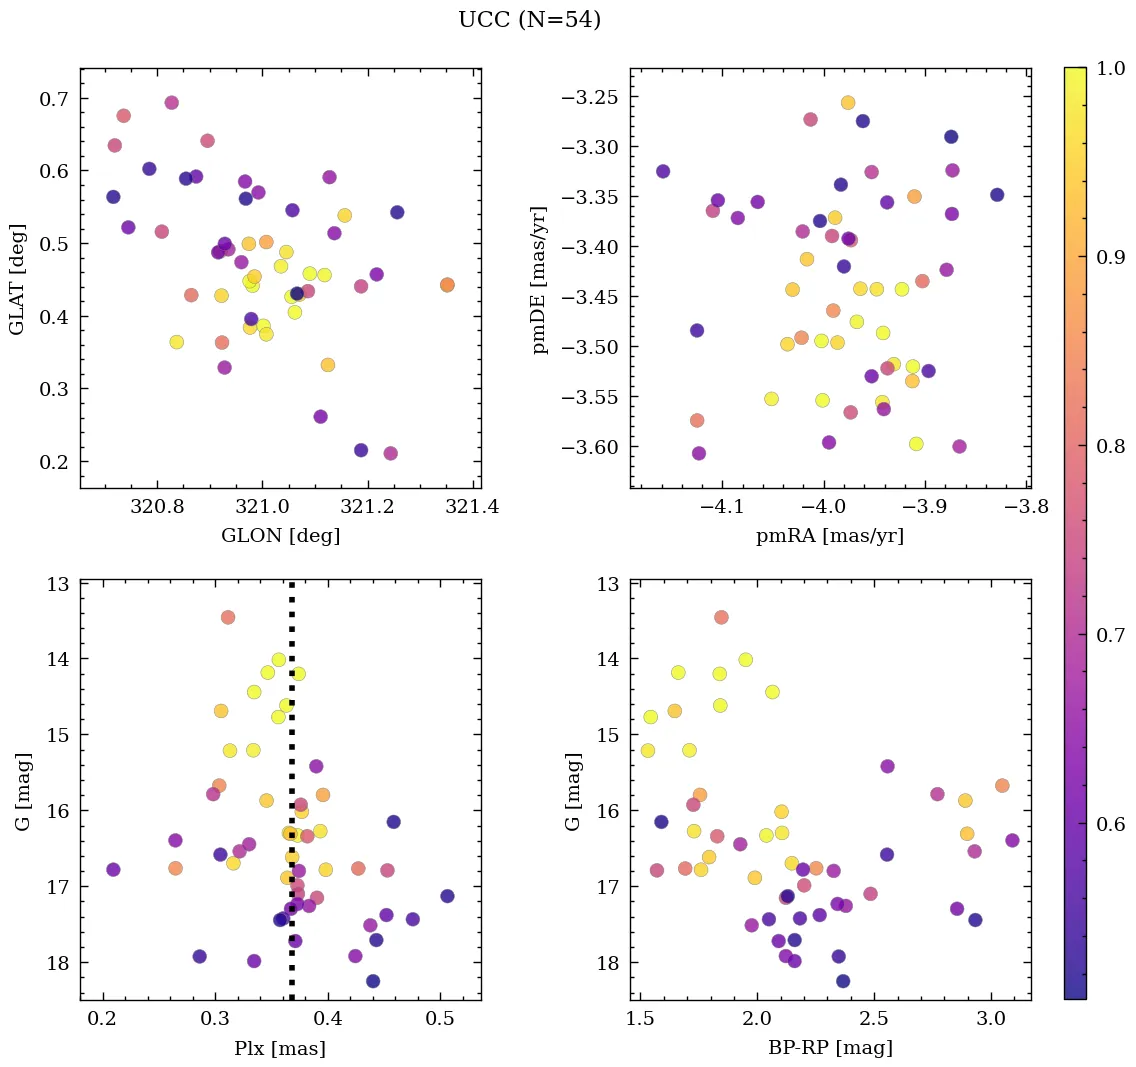 UCC (N=54)
0.7
0.6
0.5
0.4
0.3
0.2
GLAT [deg]
320.8 321.0 321.2 321.4
GLON [deg]
−3.25
−3.30
−3.35
−3.40
−3.45
−3.50
−3.55
−3.60
pmDE [mas/yr]
−4.1 −4.0 −3.9 −3.8
pmRA [mas/yr]
1.0
0.9
0.8
0.7
0.6
13
14
15
16
17
18
G [mag]
0.2 0.3 0.4 0.5
Plx [mas]
13
14
15
16
17
18
G [mag]
1.5 2.0 2.5 3.0
BP-RP [mag]